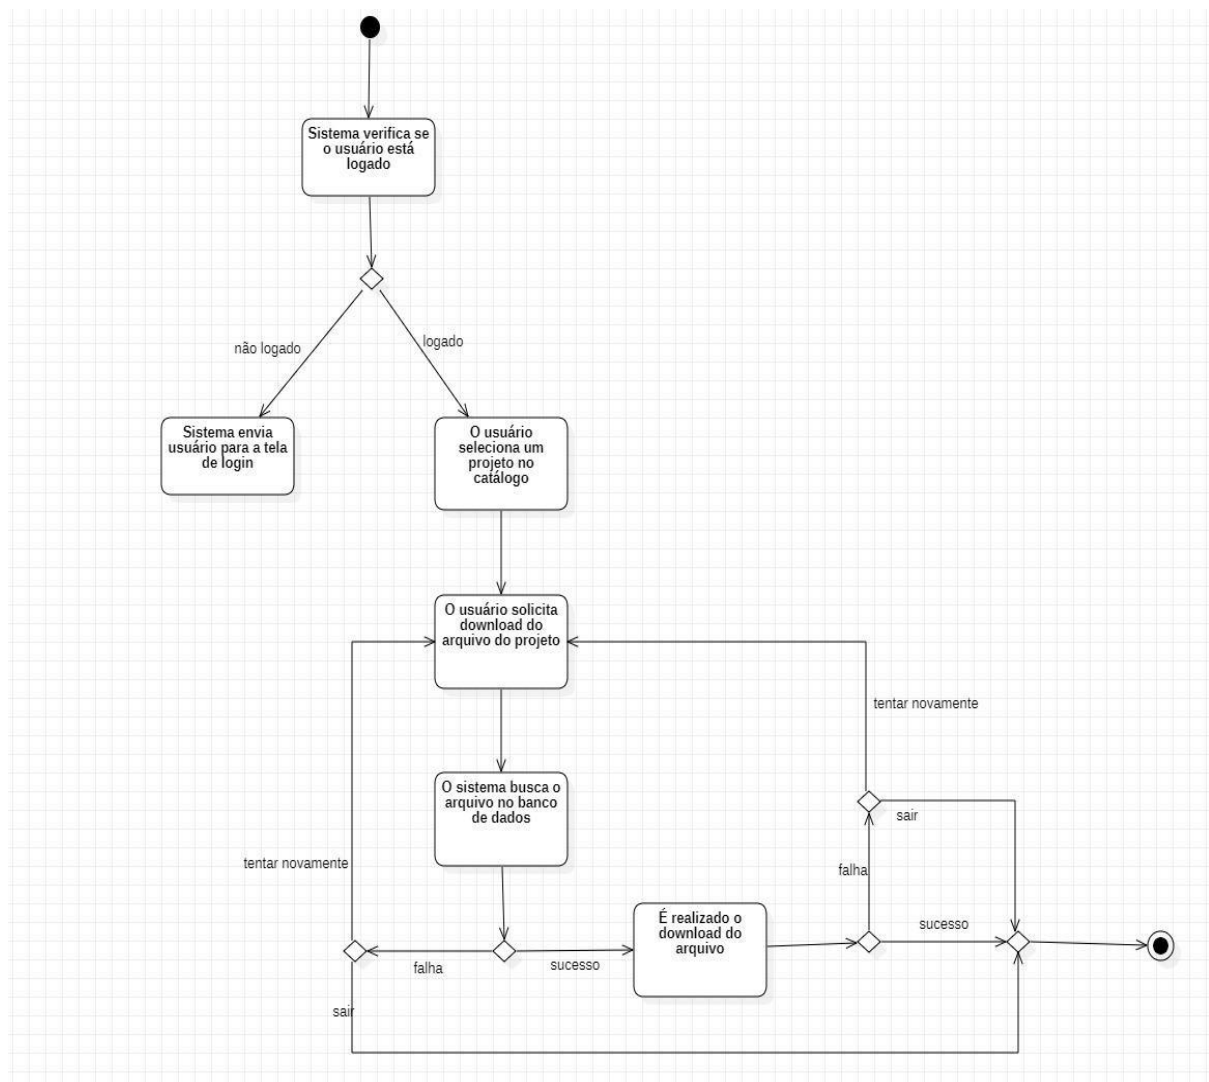 Sistema verifica se
o usuário está
logado
não logado
logado
Sistema envia
usuário para a tela
de login
O usuário
seleciona um
projeto no
catálogo
O usuário solicita
download do
arquivo do projeto
tentar novamente
O sistema busca o
arquivo no banco
de dados
sair
tentar novamente
falha
É realizado o
download do
arquivo
sucesso
falha
sucesso
sair